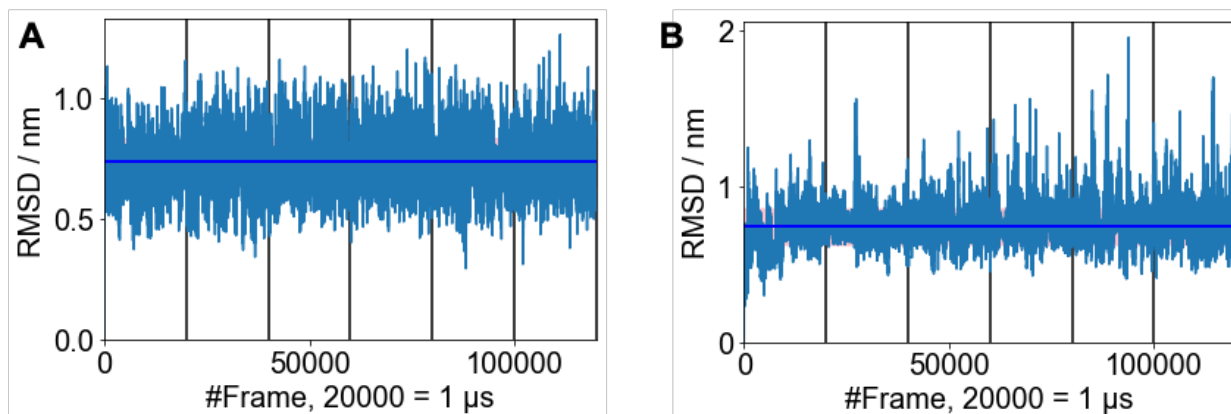 A
RMSD / nm
1.0
0.5
0.0
0
50000
100000
#Frame, 20000 = 1 µs
B
RMSD / nm
2
1
0
0
50000
100000
#Frame, 20000 = 1 µs